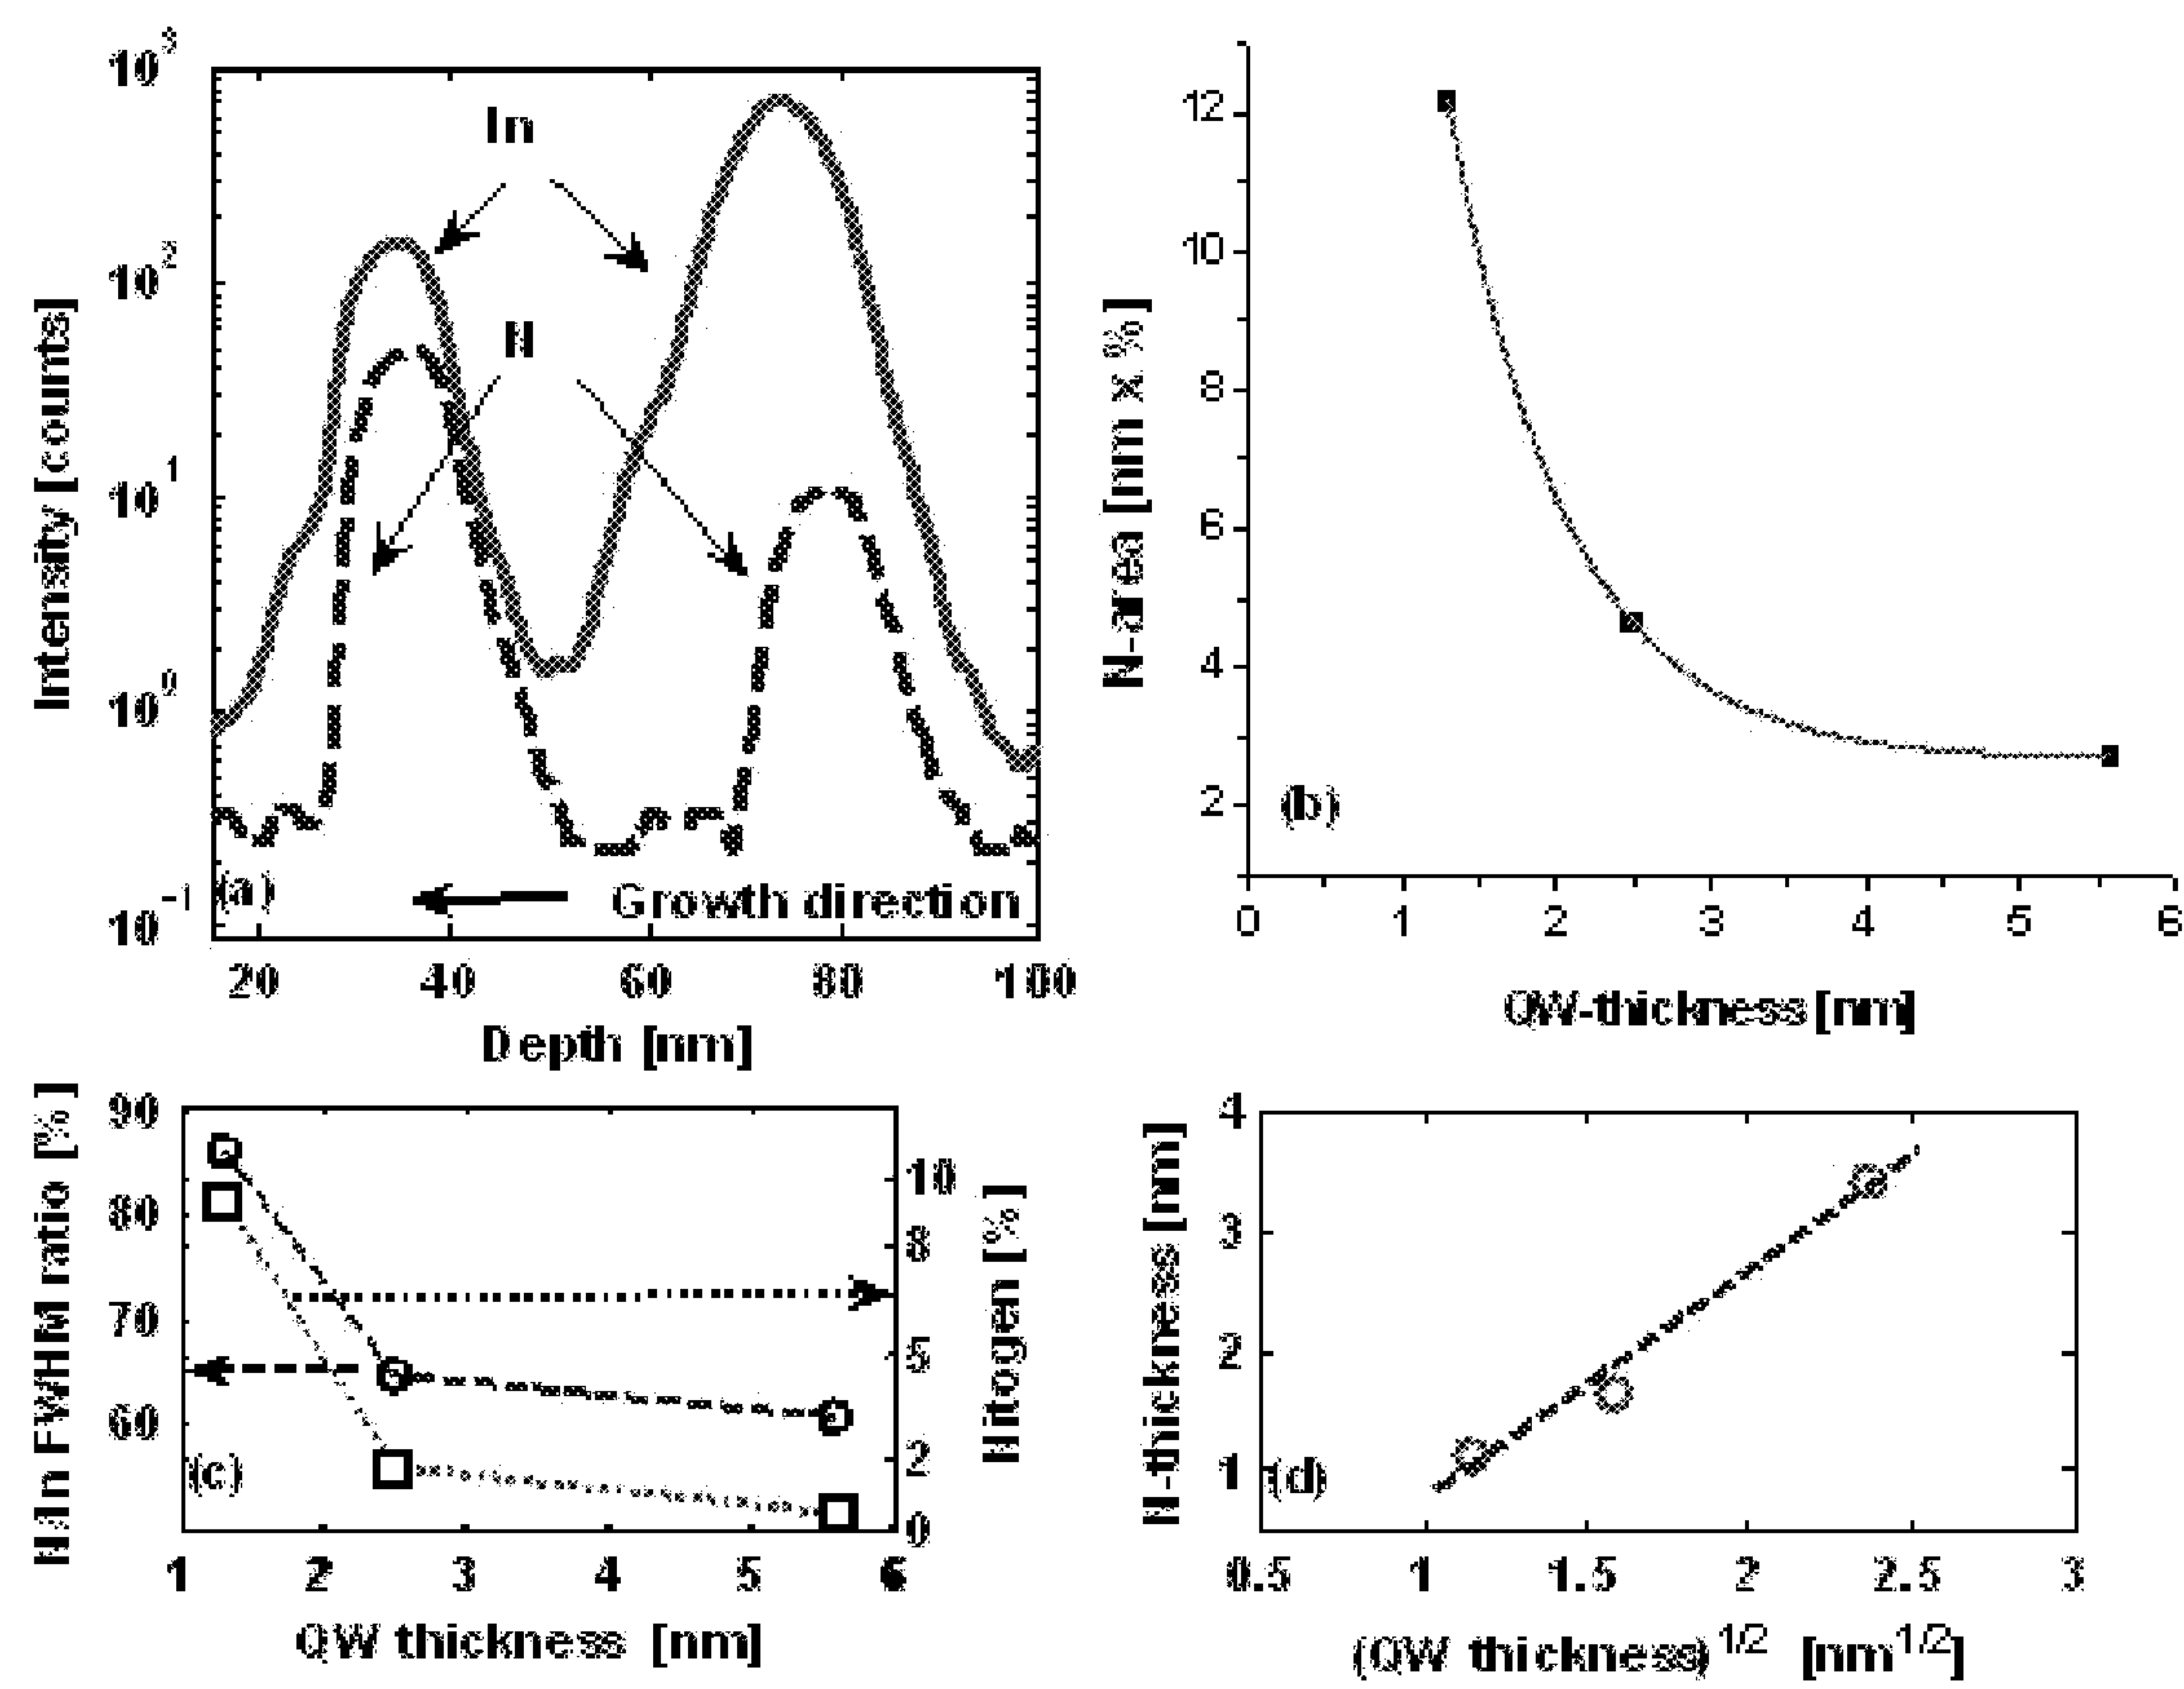 10³
10²
10¹
10⁰
10⁻¹
Intensity [counts]
In
N
(a)
Growth direction
20 40 60 80 100
Depth [nm]
12
10
8
6
4
2
N-area [nm x %]
(b)
0 1 2 3 4 5 6
QW-thickness [nm]
90
80
70
60
N:In FWHM ratio [%]
10
8
5
2
0
Nitogen [%]
(c)
1 2 3 4 5 6
QW thickness [nm]
4
3
2
1
N-thickness [nm]
(d)
0.5 1 1.5 2 2.5 3
(QW thickness)^1/2 [nm^1/2]